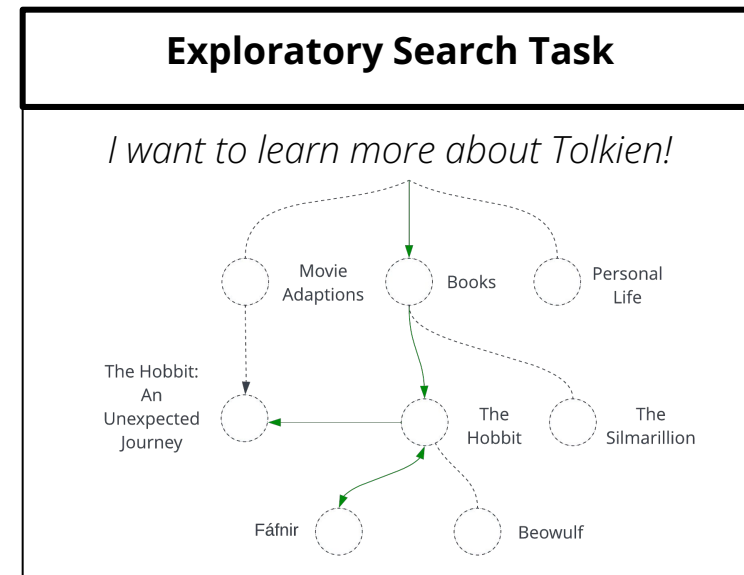 Exploratory Search Task
I want to learn more about Tolkien!
Movie
Adaptions
Books
Personal
Life
The Hobbit:
An
Unexpected
Journey
The
Hobbit
The
Silmarillion
Fáfnir
Beowulf